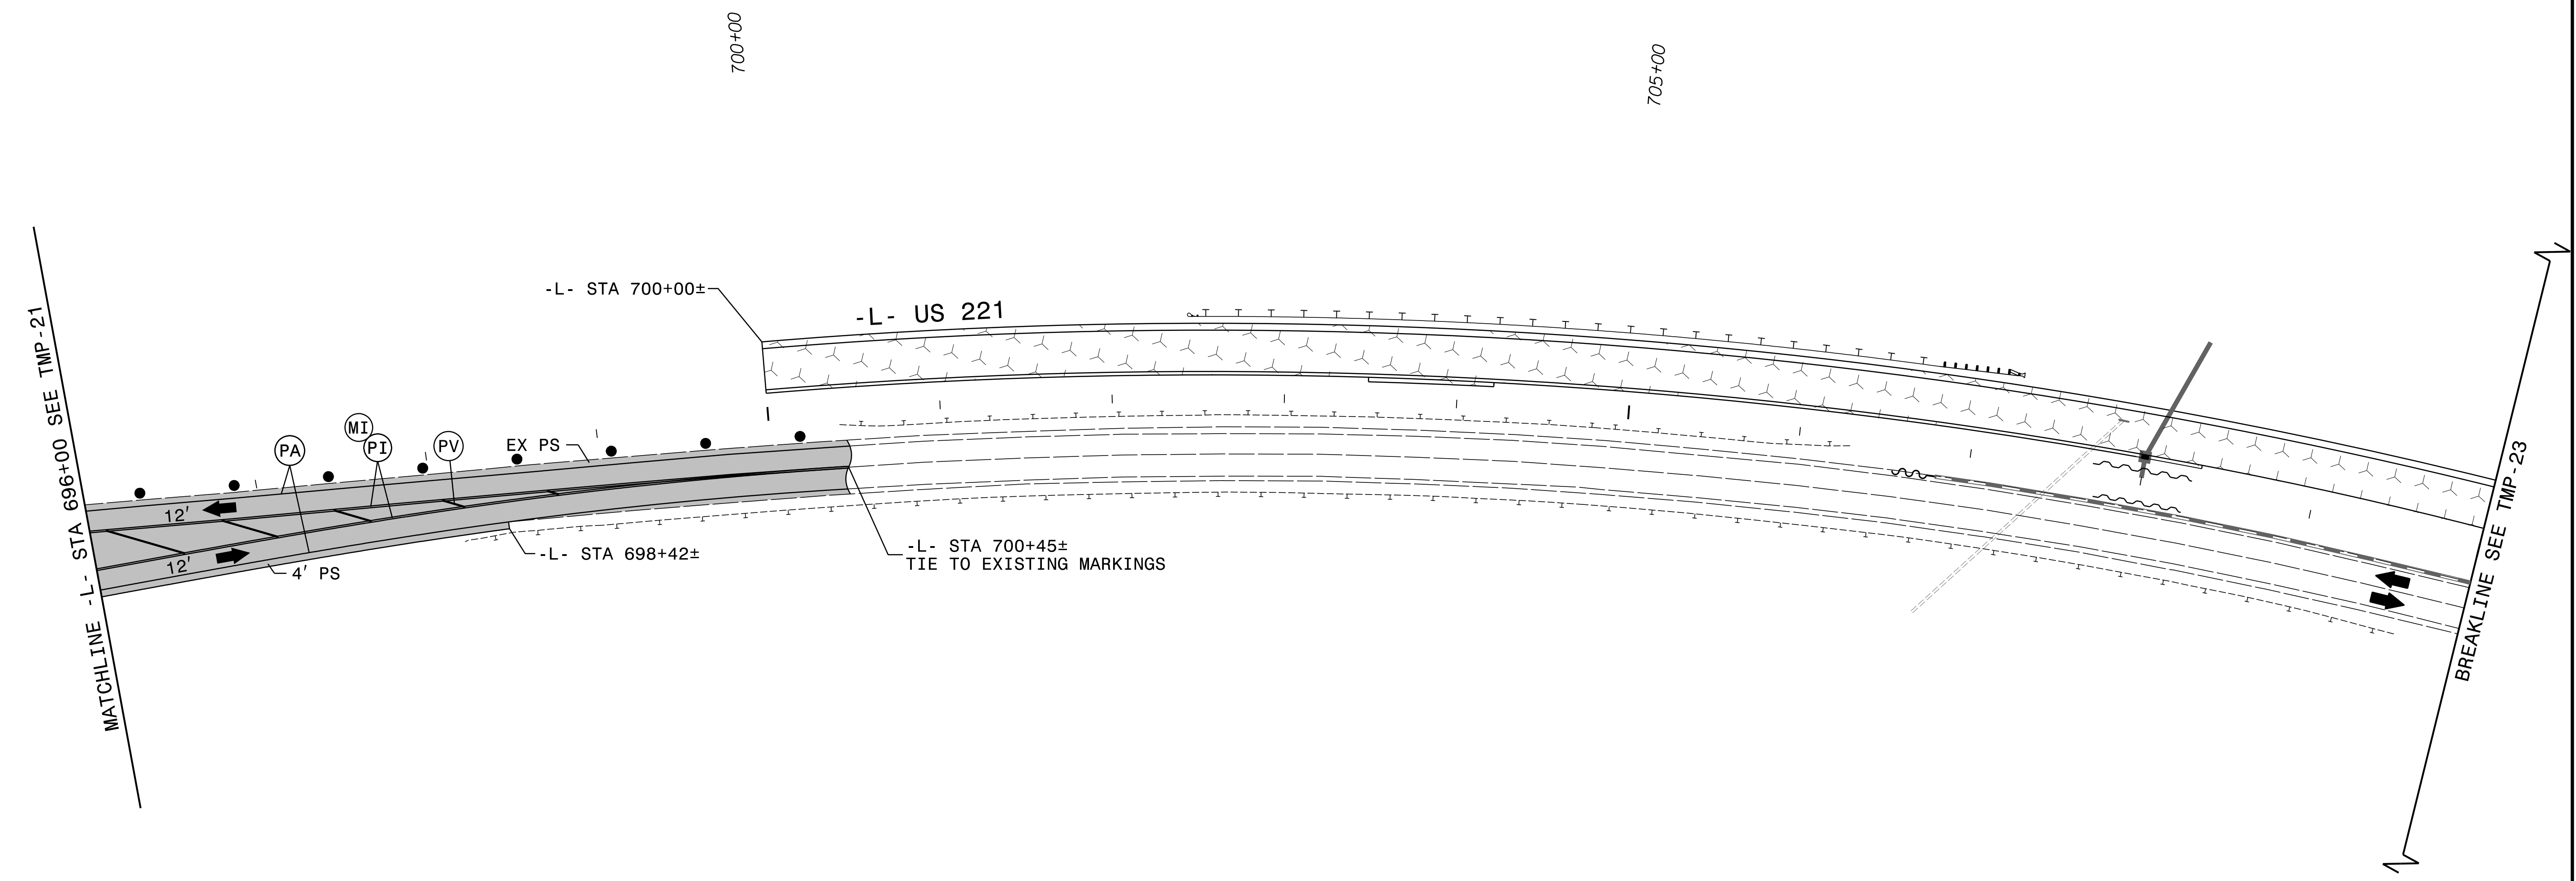 700+00
705+00
-L- STA 700+00±
-L- US 221
MATCHLINE -L- STA 696+00 SEE TMP-21
MI
PA
PI
PV
EX PS
12'
12'
4' PS
-L- STA 698+42±
-L- STA 700+45±
TIE TO EXISTING MARKINGS
BREAKLINE SEE TMP-23